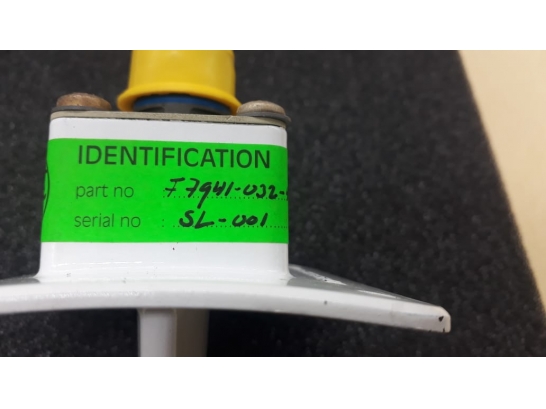 IDENTIFICATION
part no F7941-032-
serial no : SL-001